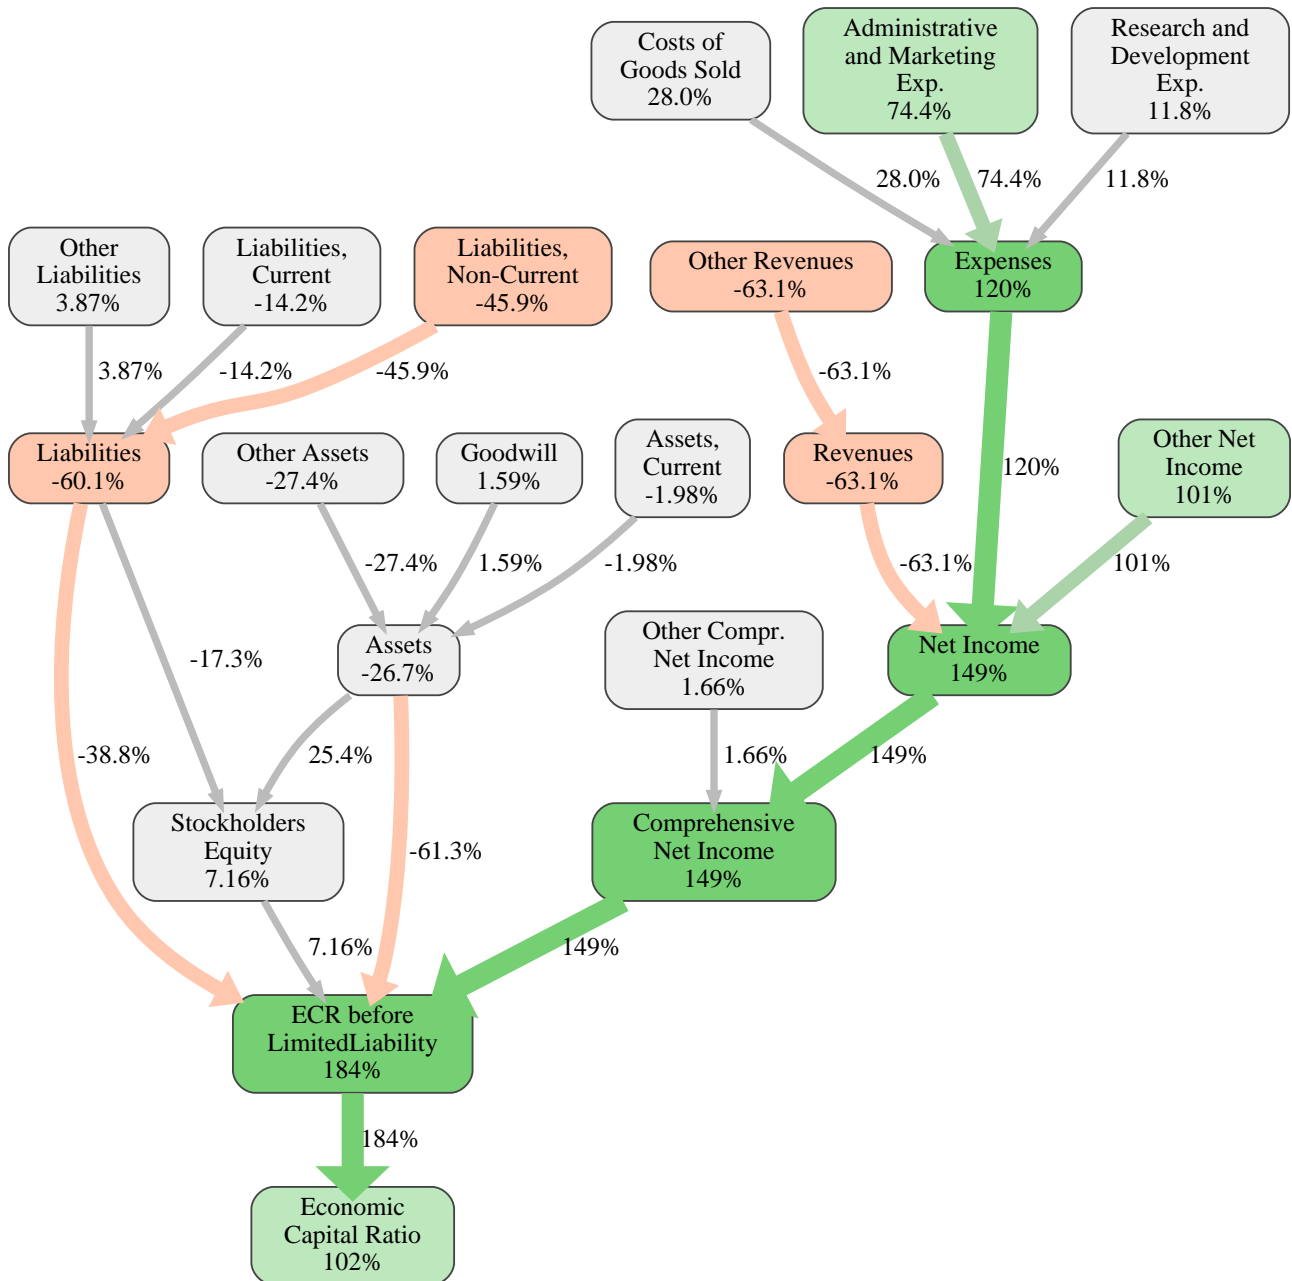 Costs of
Goods Sold
28.0%
Administrative
and Marketing
Exp.
74.4%
Research and
Development
Exp.
11.8%
28.0%
74.4%
11.8%
Other
Liabilities
3.87%
Liabilities,
Current
-14.2%
Liabilities,
Non-Current
-45.9%
Other Revenues
-63.1%
Expenses
120%
3.87%
-14.2%
-45.9%
-63.1%
120%
Liabilities
-60.1%
Other Assets
-27.4%
Goodwill
1.59%
Assets,
Current
-1.98%
Revenues
-63.1%
Other Net
Income
101%
-27.4%
1.59%
-1.98%
-63.1%
101%
-17.3%
Assets
-26.7%
Other Compr.
Net Income
1.66%
Net Income
149%
-38.8%
25.4%
1.66%
149%
Stockholders
Equity
7.16%
-61.3%
Comprehensive
Net Income
149%
7.16%
149%
ECR before
LimitedLiability
184%
184%
Economic
Capital Ratio
102%